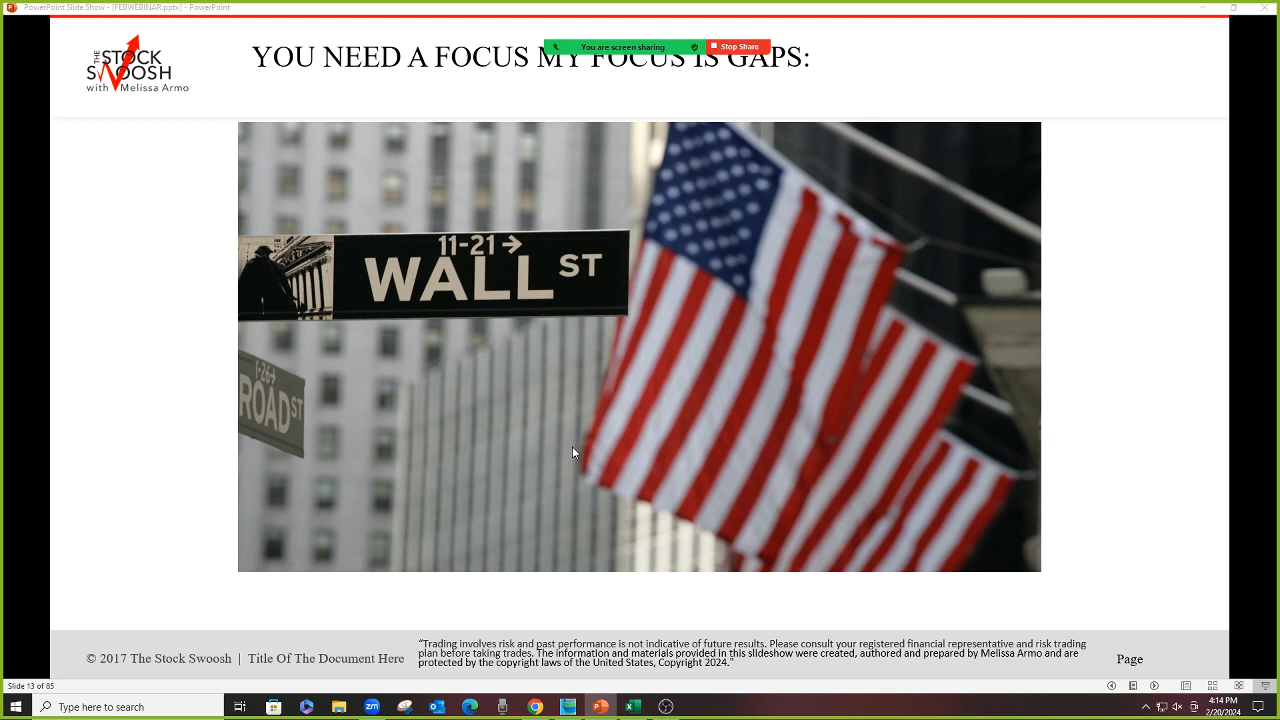 PowerPoint Slide Show - [FEBWEBINAR.pptx] - PowerPoint
You are screen sharing
Stop Share
THE
STOCK
SWOOSH
with Melissa Armo
YOU NEED A FOCUS MY FOCUS IS GAPS:
11-21 →
WALL ST
1-26→
ROAD ST
© 2017 The Stock Swoosh | Title Of The Document Here
“Trading involves risk and past performance is not indicative of future results. Please consult your registered financial representative and risk trading
plan before taking trades. The information and materials provided in this slideshow were created, authored and prepared by Melissa Armo and are
protected by the copyright laws of the United States, Copyright 2024."
Page
Slide 13 of 85
Type here to search
zm
4:14 PM
2/20/2024